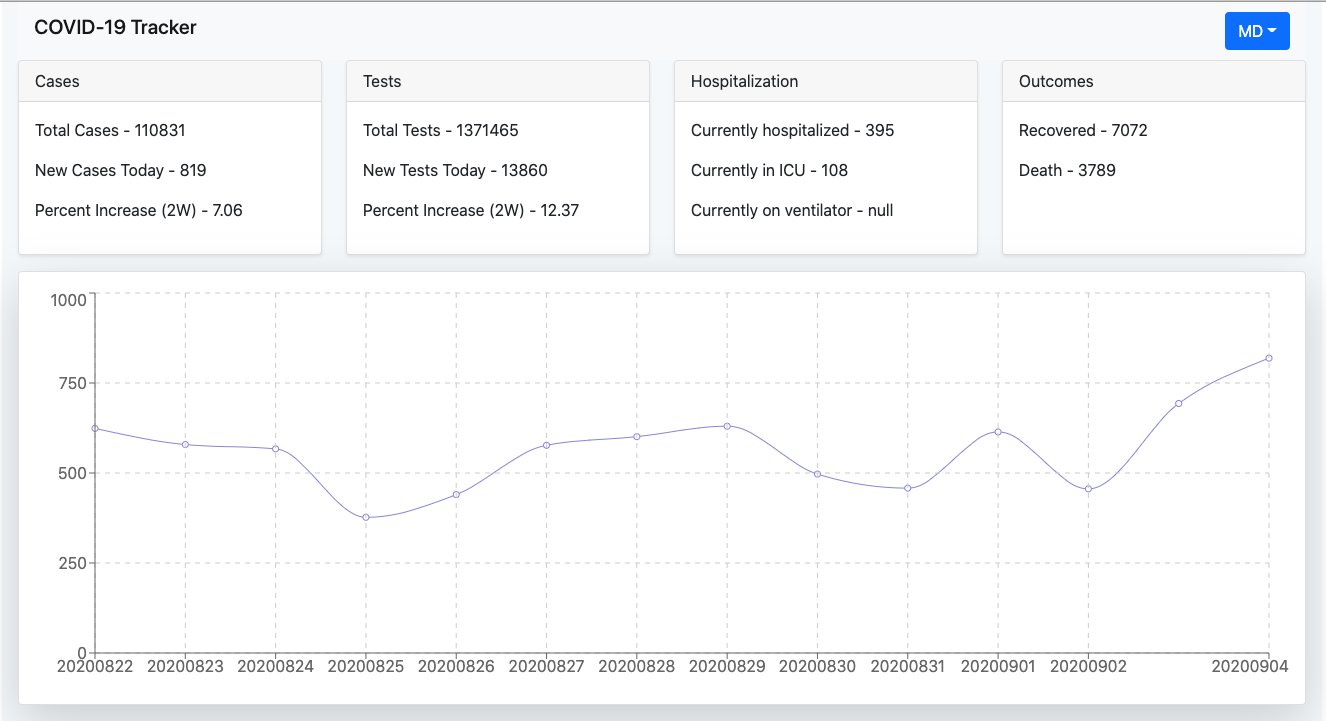 COVID-19 Tracker
MD
Cases
Total Cases - 110831
New Cases Today - 819
Percent Increase (2W) - 7.06
Tests
Total Tests - 1371465
New Tests Today - 13860
Percent Increase (2W) - 12.37
Hospitalization
Currently hospitalized - 395
Currently in ICU - 108
Currently on ventilator - null
Outcomes
Recovered - 7072
Death - 3789
1000
750
500
250
0
20200822 20200823 20200824 20200825 20200826 20200827 20200828 20200829 20200830 20200831 20200901 20200902 20200904